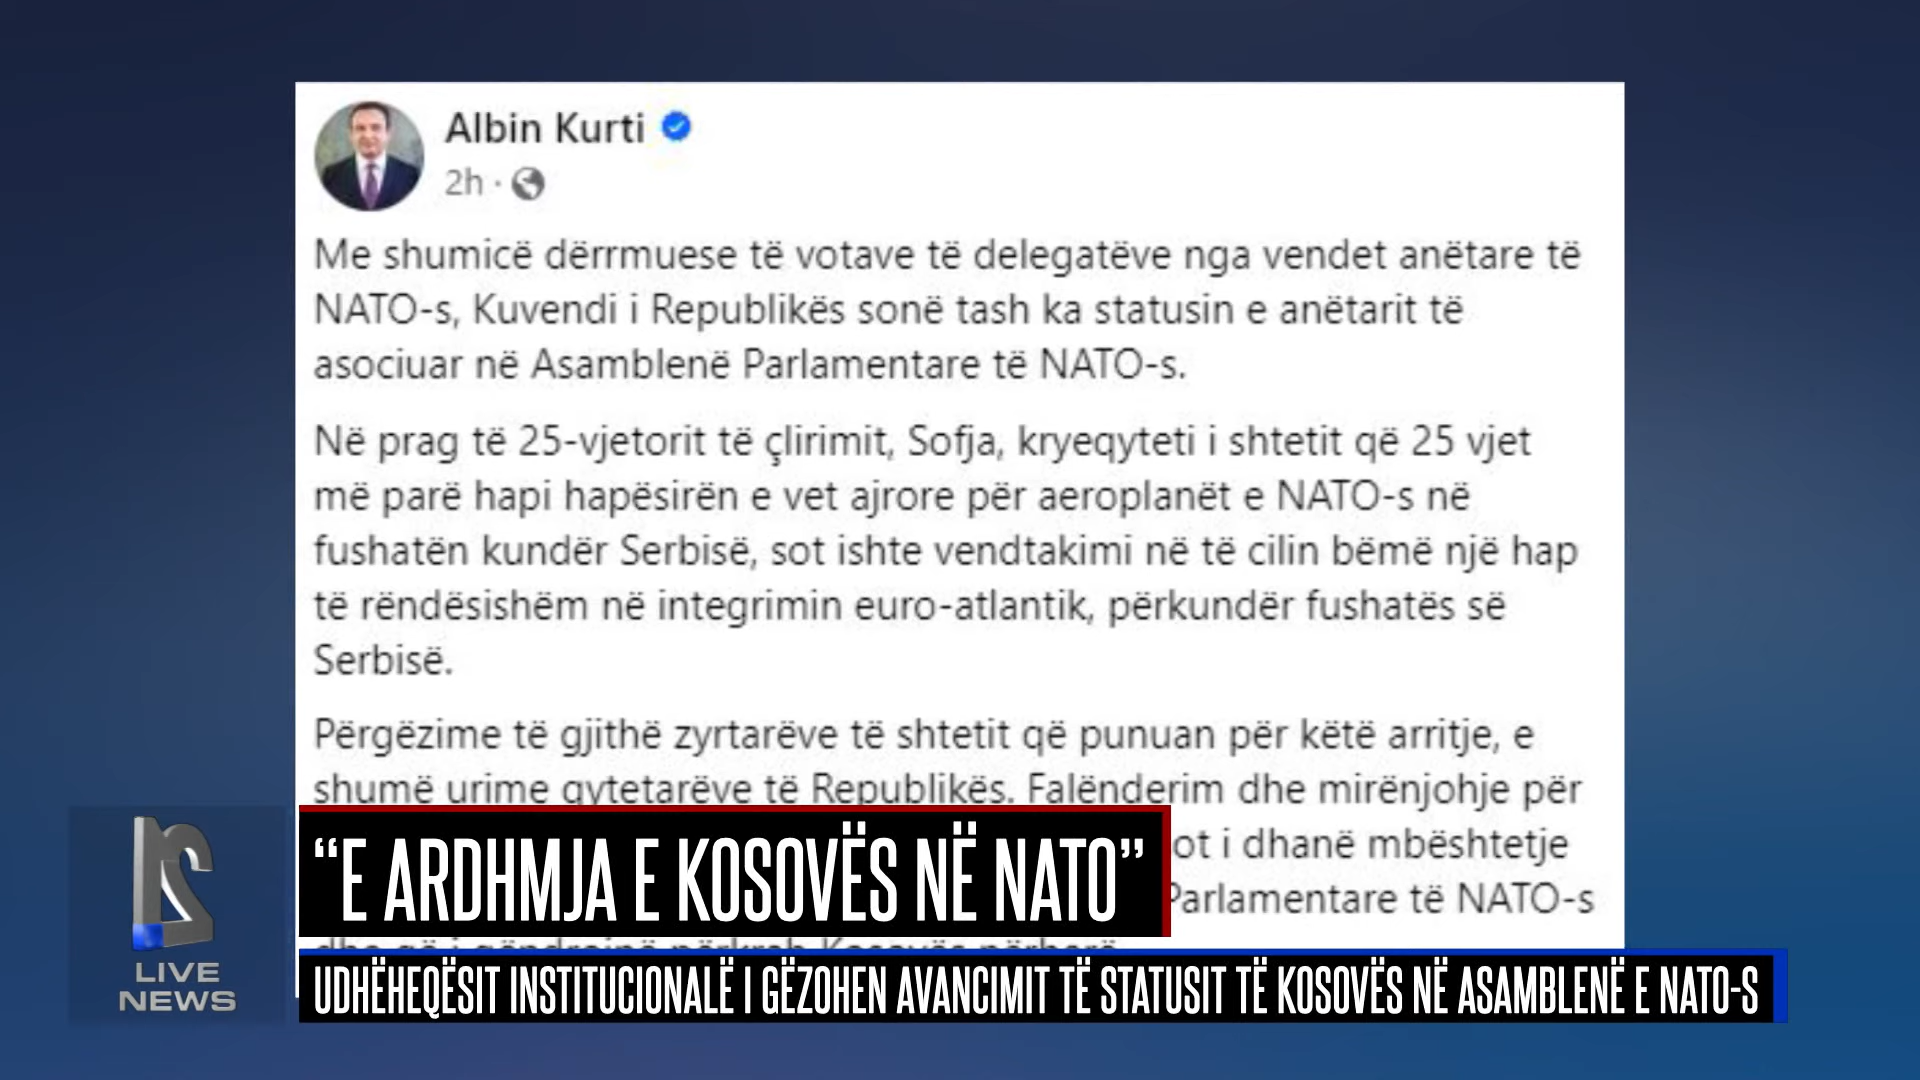 Albin Kurti
2h ·
Me shumicë dërrmuese të votave të delegatëve nga vendet anëtare të
NATO-s, Kuvendi i Republikës sonë tash ka statusin e anëtarit të
asociuar në Asamblenë Parlamentare të NATO-s.
Në prag të 25-vjetorit të çlirimit, Sofja, kryeqyteti i shtetit që 25 vjet
më parë hapi hapësirën e vet ajrore për aeroplanët e NATO-s në
fushatën kundër Serbisë, sot ishte vendtakimi në të cilin bëmë një hap
të rëndësishëm në integrimin euro-atlantik, përkundër fushatës së
Serbisë.
Përgëzime të gjithë zyrtarëve të shtetit që punuan për këtë arritje, e
shumë urime qytetarëve të Republikës. Falënderim dhe mirënjohje për
i dhanë mbështetje
Parlamentare të NATO-s
“E ARDHMJA E KOSOVËS NË NATO”
UDHËHEQËSIT INSTITUCIONALË I GËZOHEN AVANCIMIT TË STATUSIT TË KOSOVËS NË ASAMBLENË E NATO-S
21
LIVE
NEWS